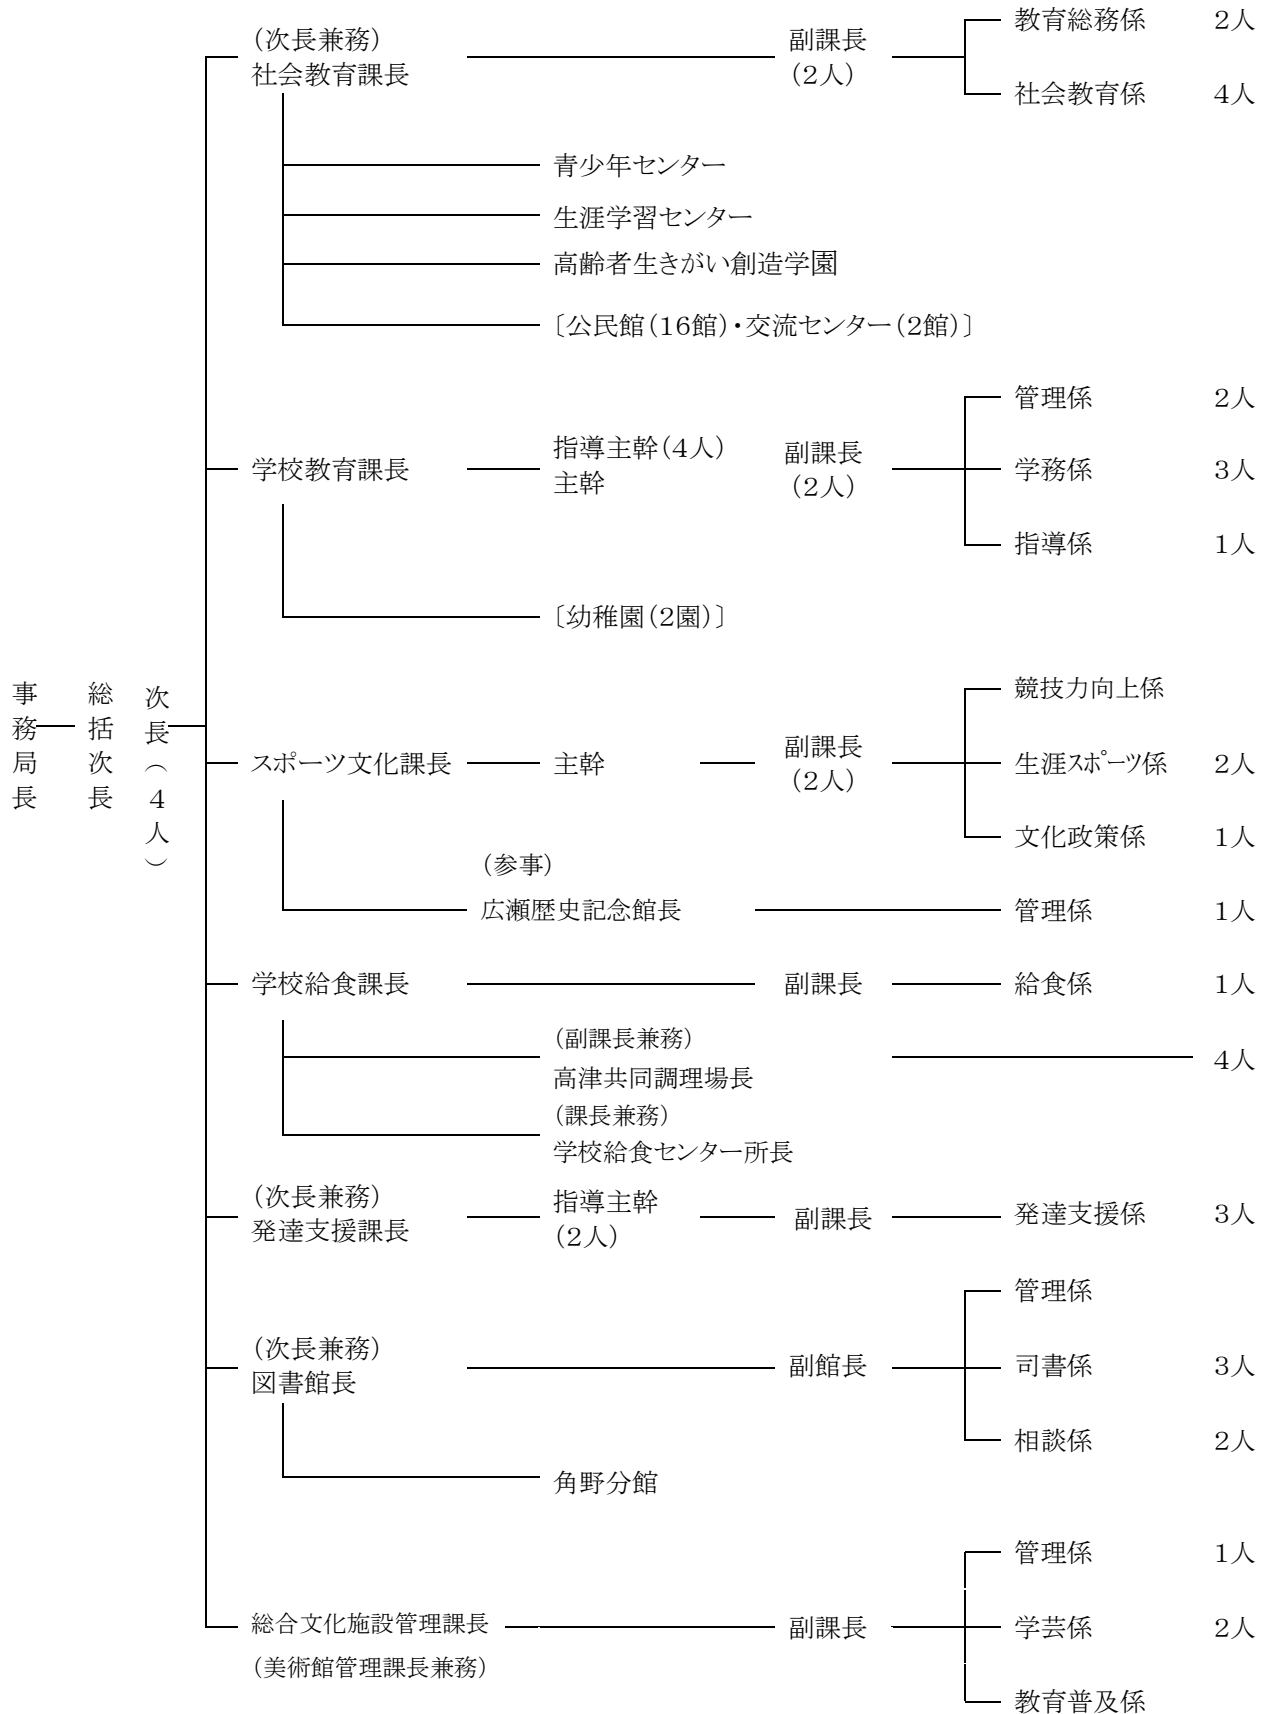 事務局長
総括次長
次長（４人）
（次長兼務）
社会教育課長
副課長
（２人）
教育総務係 ２人
社会教育係 ４人
青少年センター
生涯学習センター
高齢者生きがい創造学園
〔公民館（１６館）・交流センター（２館）〕
学校教育課長
指導主幹（４人）
主幹
副課長
（２人）
管理係 ２人
学務係 ３人
指導係 １人
〔幼稚園（２園）〕
スポーツ文化課長
主幹
副課長
（２人）
競技力向上係
生涯ｽﾎﾟｰﾂ係 ２人
文化政策係 １人
（参事）
広瀬歴史記念館長
管理係 １人
学校給食課長
副課長
給食係 １人
（副課長兼務）
高津共同調理場長
４人
（課長兼務）
学校給食センター所長
（次長兼務）
発達支援課長
指導主幹
（２人）
副課長
発達支援係 ３人
（次長兼務）
図書館長
副館長
管理係
司書係 ３人
相談係 ２人
角野分館
総合文化施設管理課長
（美術館管理課長兼務）
副課長
管理係 １人
学芸係 ２人
教育普及係